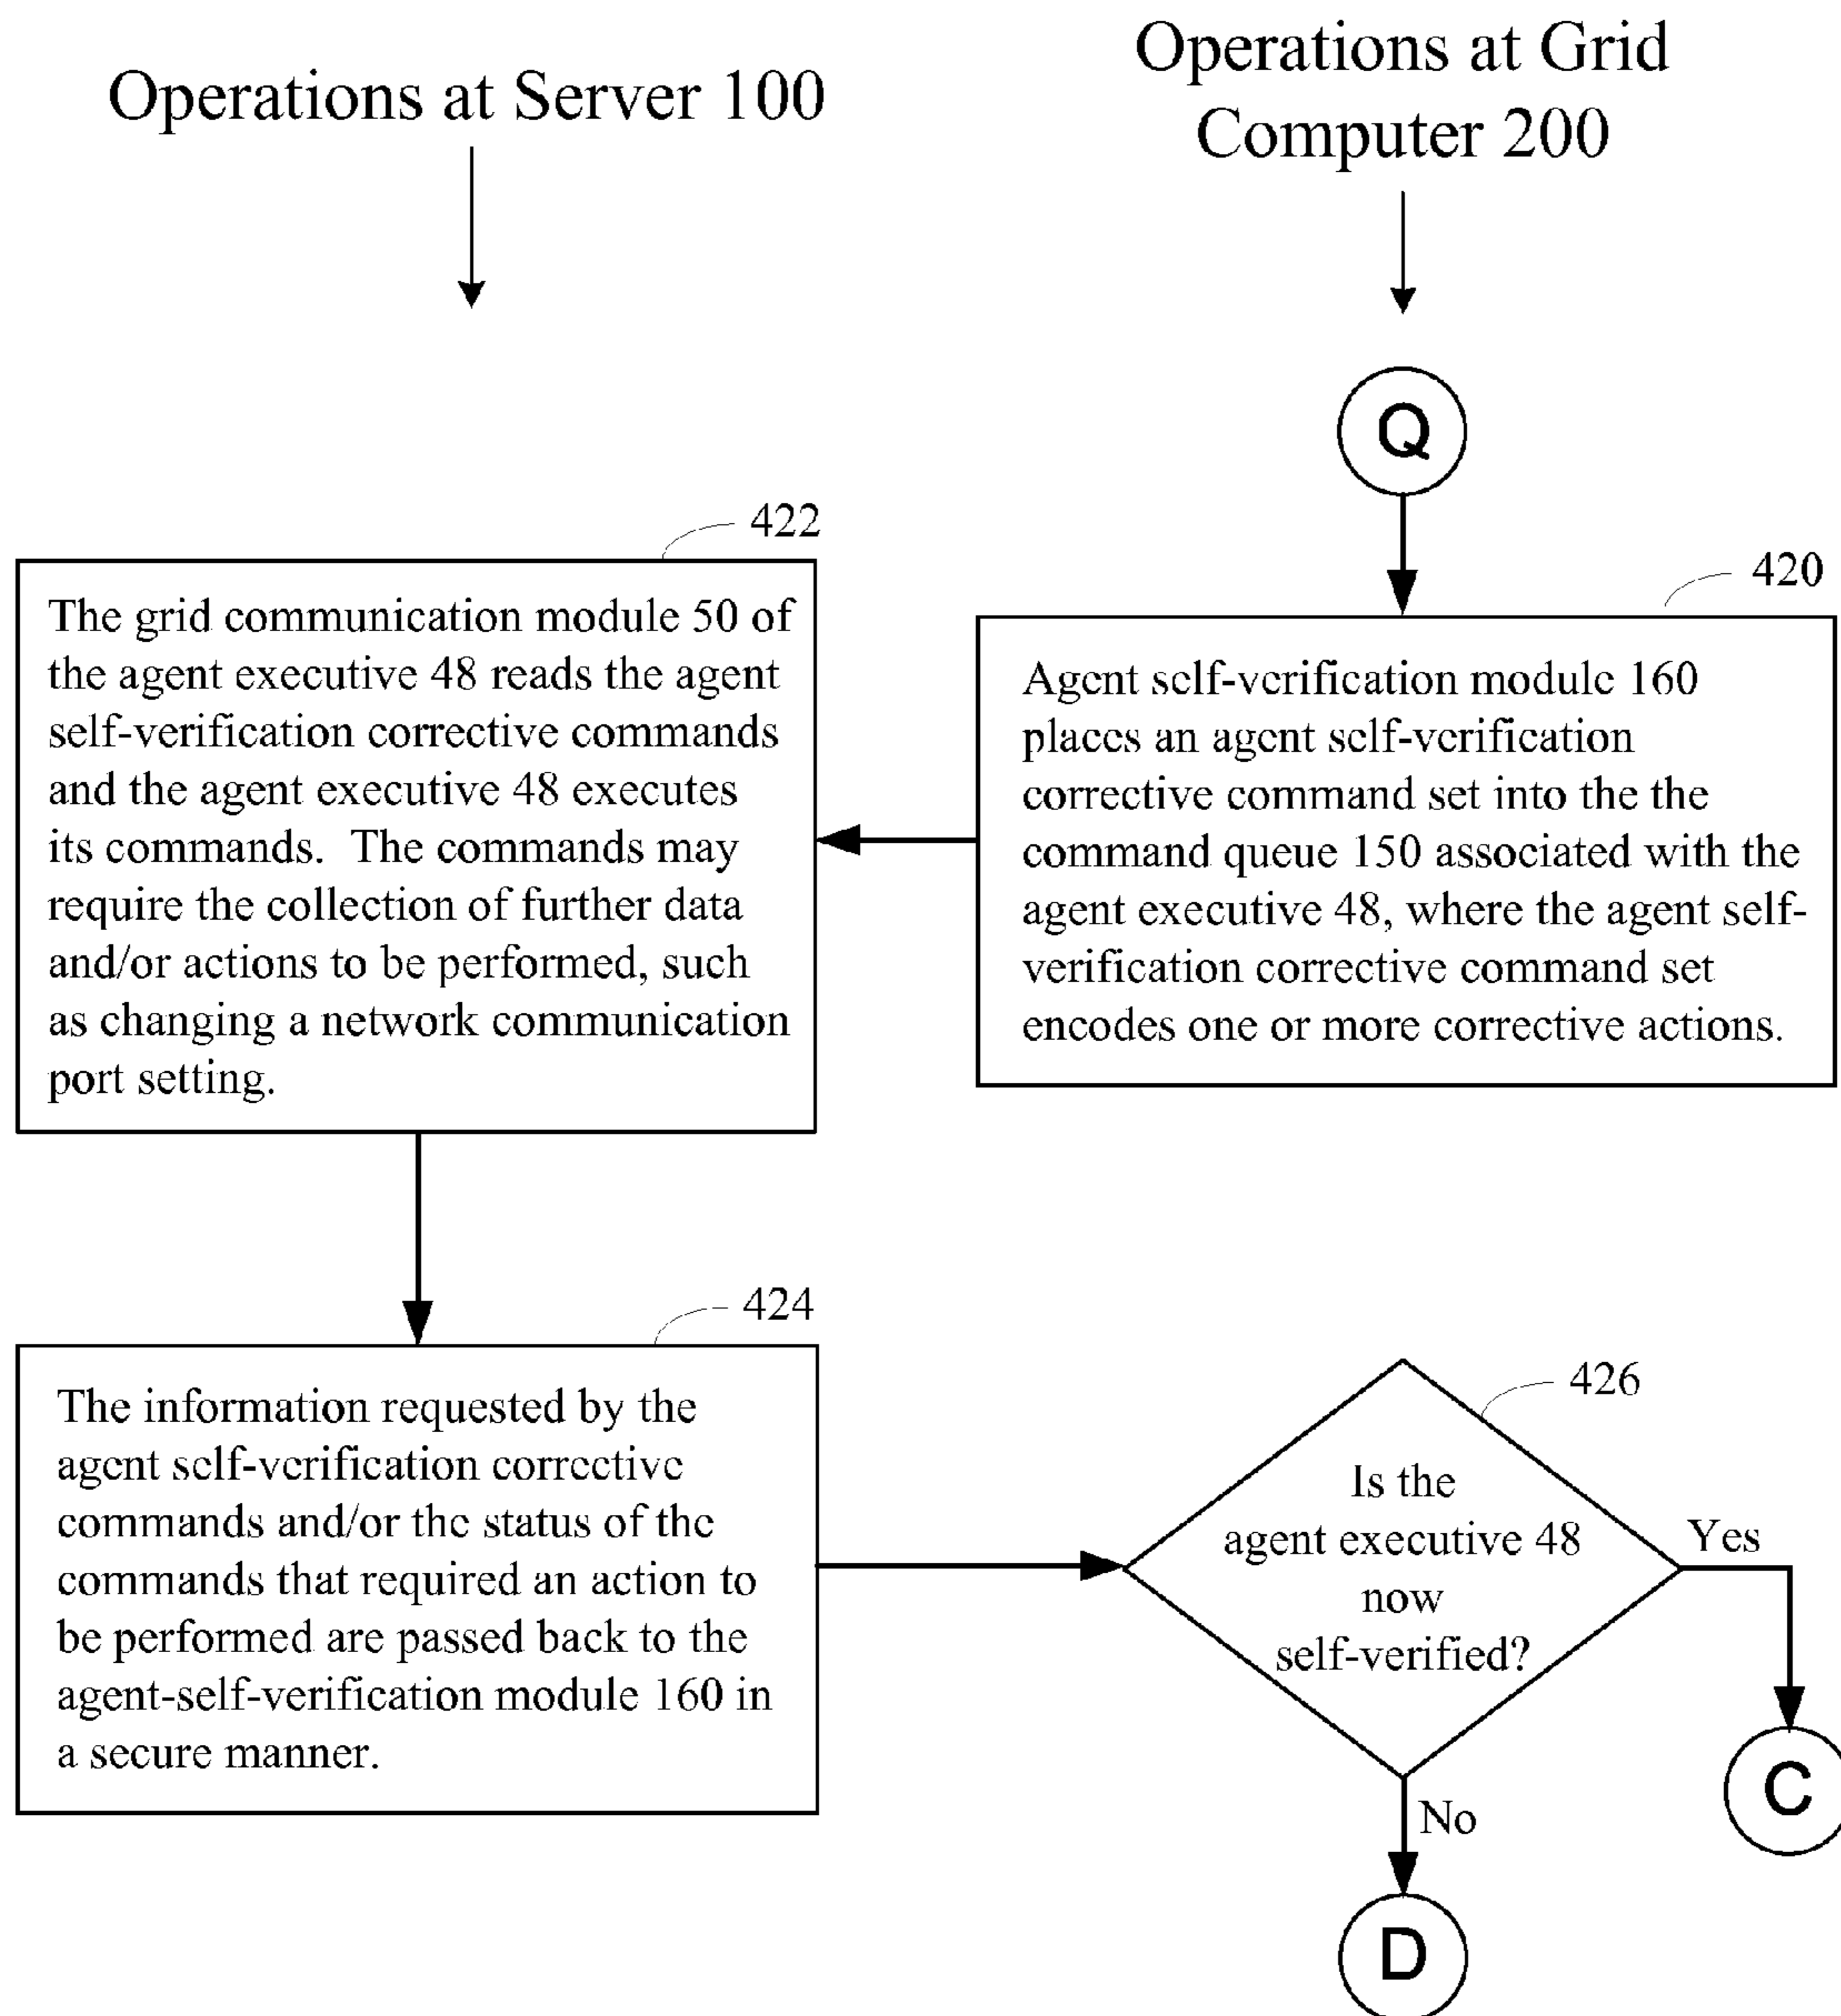 Operations at Server 100
Operations at Grid
Computer 200
Q
422
The grid communication module 50 of
the agent executive 48 reads the agent
self-verification corrective commands
and the agent executive 48 executes
its commands.  The commands may
require the collection of further data
and/or actions to be performed, such
as changing a network communication
port setting.
420
Agent self-verification module 160
places an agent self-verification
corrective command set into the the
command queue 150 associated with the
agent executive 48, where the agent self-
verification corrective command set
encodes one or more corrective actions.
424
The information requested by the
agent self-verification corrective
commands and/or the status of the
commands that required an action to
be performed are passed back to the
agent-self-verification module 160 in
a secure manner.
426
Is the
agent executive 48
now
self-verified?
Yes
C
No
D